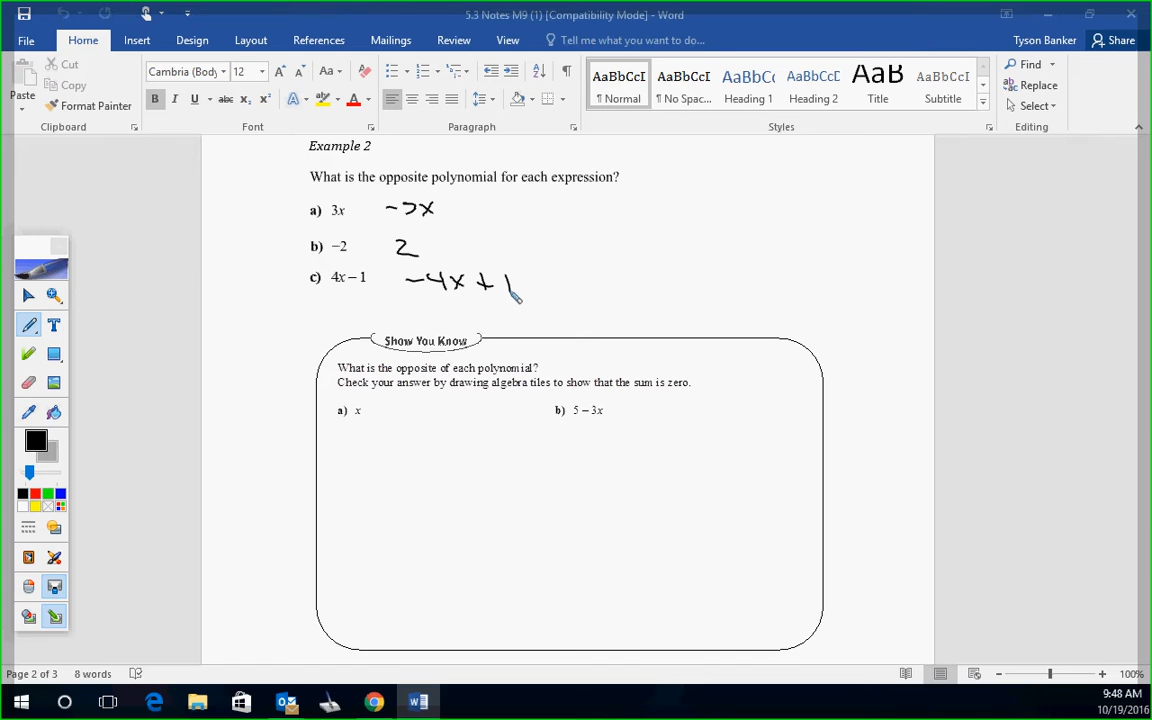 5.3 Notes M9 (1) [Compatibility Mode] - Word
File Home Insert Design Layout References Mailings Review View Tell me what you want to do... Tyson Banker Share
Paste Cut Copy Format Painter
Cambria (Body) 12 Aa
B I U abc x₂ x² A A
AaBbCcI AaBbCcI AaBbCc AaBbCcI AaB AaBbCcI
¶ Normal ¶ No Spac... Heading 1 Heading 2 Title Subtitle
Find Replace Select
Clipboard Font Paragraph Styles Editing
Example 2
What is the opposite polynomial for each expression?
a) 3x -3x
b) −2 2
c) 4x − 1 -4x + 1
Show You Know
What is the opposite of each polynomial?
Check your answer by drawing algebra tiles to show that the sum is zero.
a) x b) 5 − 3x
T
Page 2 of 3 8 words 100%
9:48 AM
10/19/2016